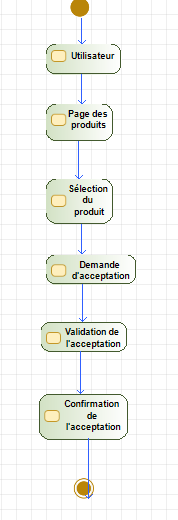 Utilisateur
Page des
produits
Sélection
du
produit
Demande
d'acceptation
Validation de
l'acceptation
Confirmation
de
l'acceptation